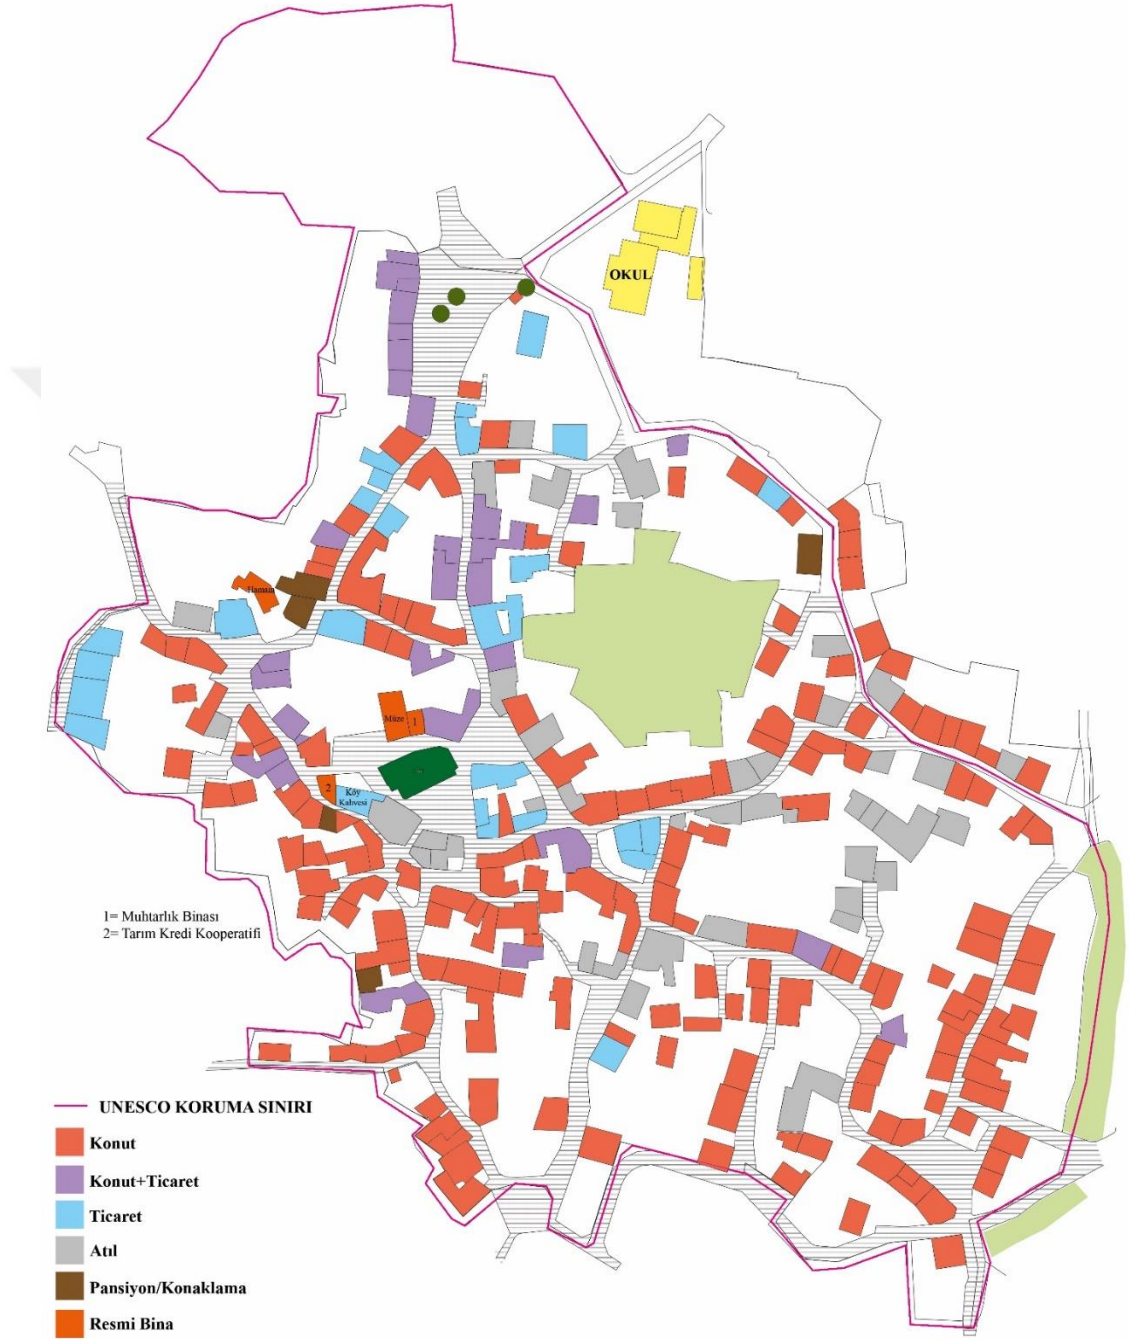 OKUL
Hamam
Müze
1
2
Köy
Kahvesi
1= Muhtarlık Binası
2= Tarım Kredi Kooperatifi
UNESCO KORUMA SINIRI
Konut
Konut+Ticaret
Ticaret
Atıl
Pansiyon/Konaklama
Resmi Bina